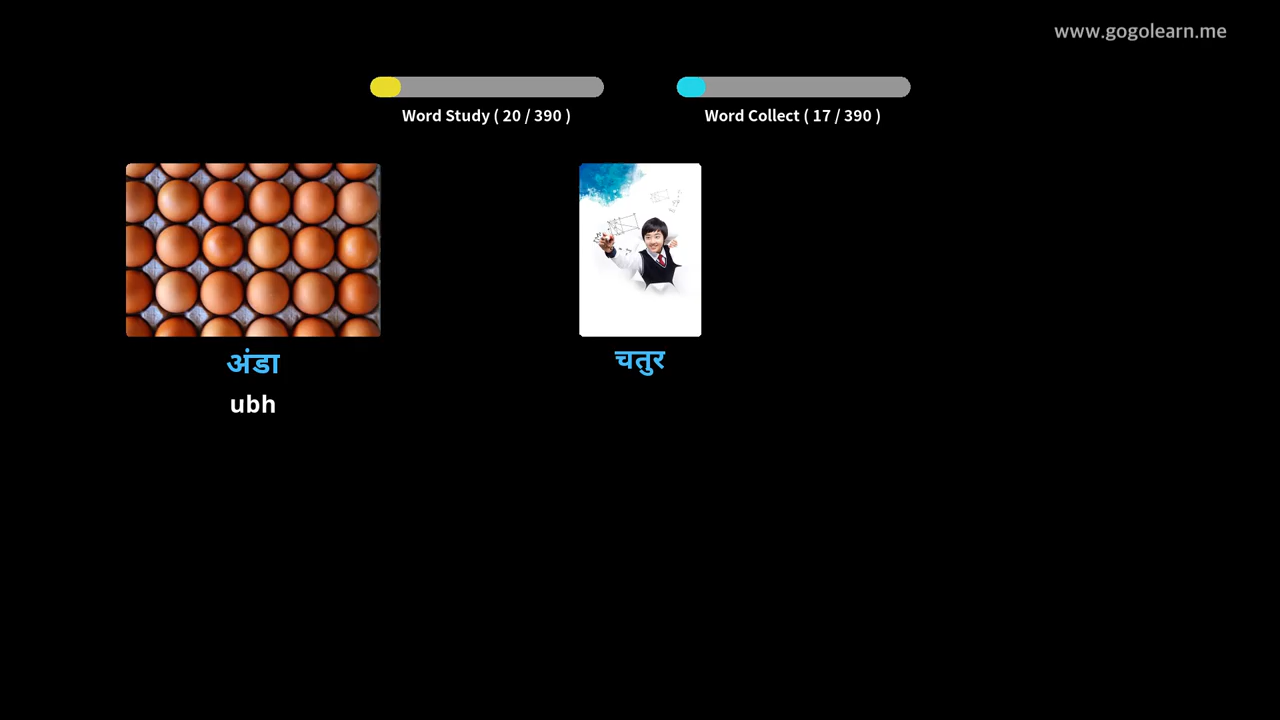 www.gogolearn.me
Word Study ( 20 / 390 )
Word Collect ( 17 / 390 )
अंडा
ubh
चतुर